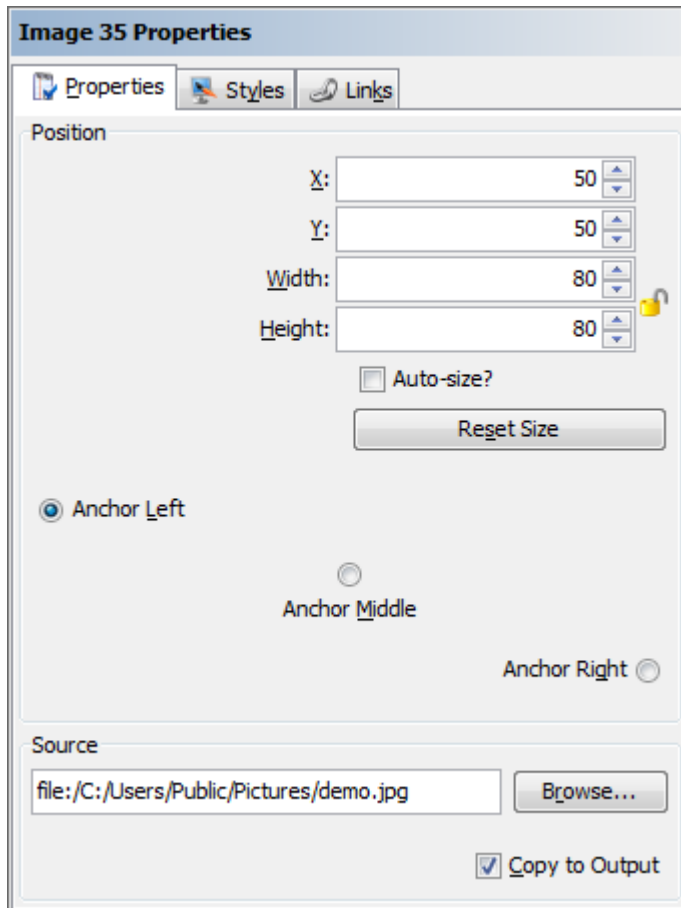 Image 35 Properties
Properties Styles Links
Position
X: 50
Y: 50
Width: 80
Height: 80
Auto-size?
Reset Size
Anchor Left
Anchor Middle
Anchor Right
Source
file:/C:/Users/Public/Pictures/demo.jpg Browse...
Copy to Output